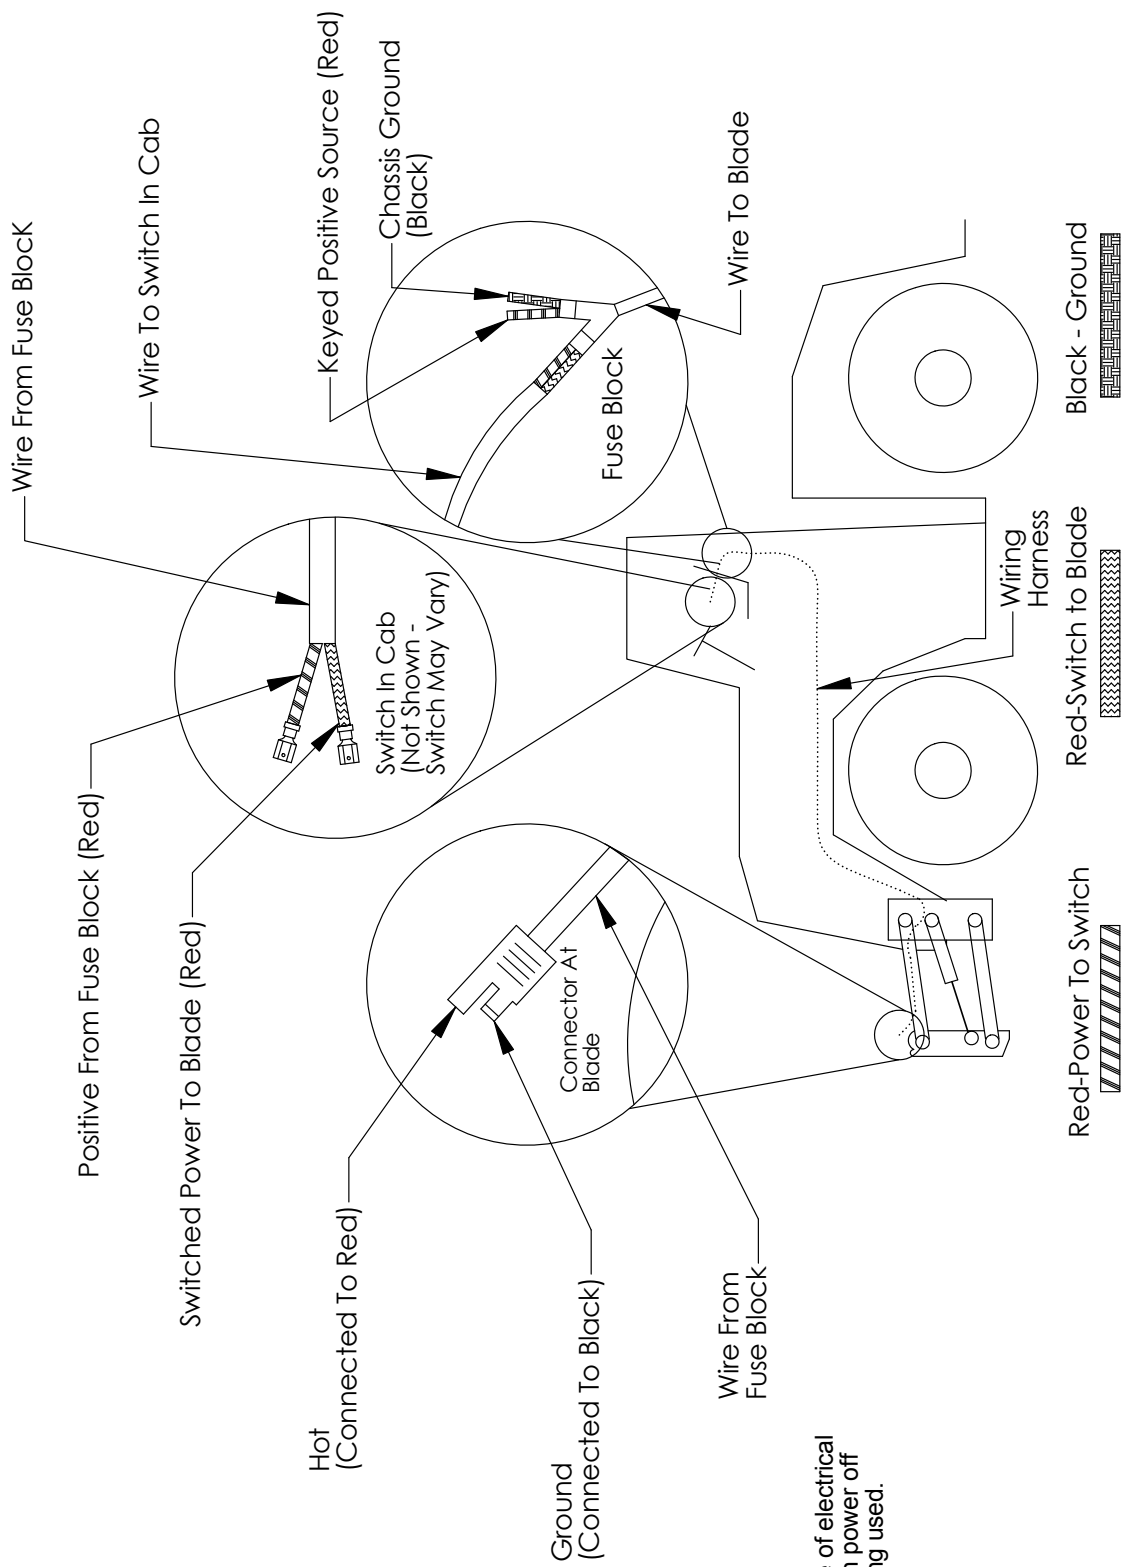 Wire From Fuse BlocK
Wire To Switch In Cab
Keyed Positive Source (Red)
Chassis Ground
(Black)
Positive From Fuse Block (Red)
Switched Power To Blade (Red)
Switch In Cab
(Not Shown -
Switch May Vary)
Fuse Block
Wire To Blade
Hot
(Connected To Red)
Ground
(Connected To Black)
Connector At
Blade
Wire From
Fuse Block
Wiring
Harness
of electrical
power off
used.
Red-Power To Switch
Red-Switch to Blade
Black - Ground